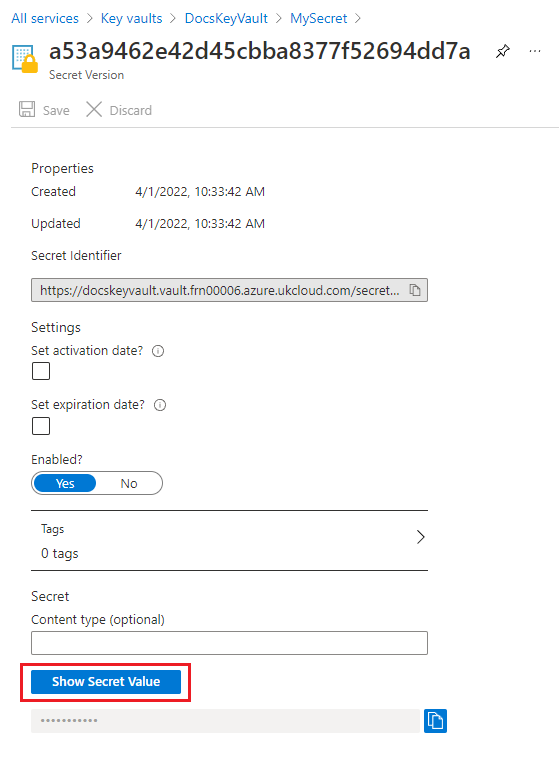 All services > Key vaults > DocsKeyVault > MySecret >
a53a9462e42d45cbba8377f52694dd7a
Secret Version
Save Discard
Properties
Created 4/1/2022, 10:33:42 AM
Updated 4/1/2022, 10:33:42 AM
Secret Identifier
https://docskeyvault.vault.frn00006.azure.ukcloud.com/secret...
Settings
Set activation date?
Set expiration date?
Enabled?
Yes No
Tags
0 tags
Secret
Content type (optional)
Show Secret Value
•••••••••••